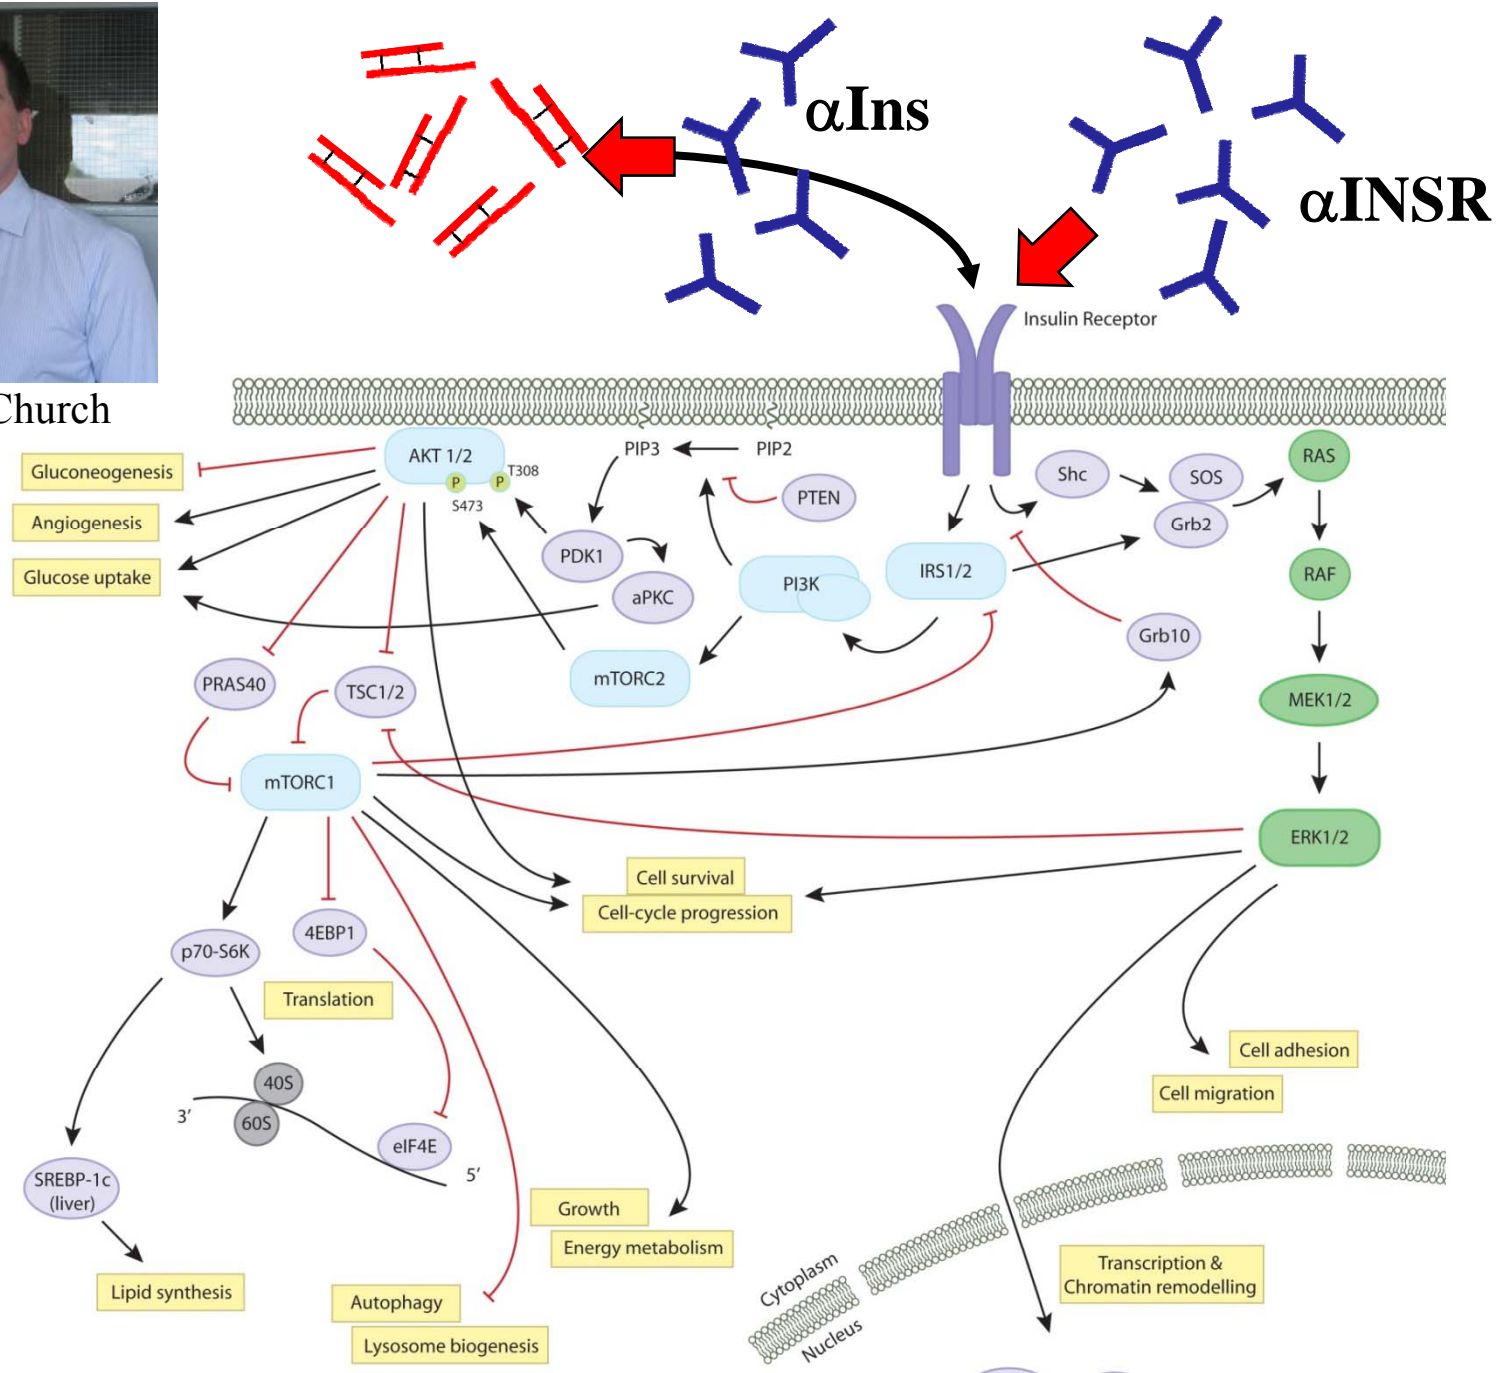 αIns
αINSR
Insulin Receptor
Church
AKT 1/2
P
P
T308
S473
PIP3
PIP2
PTEN
Shc
SOS
Grb2
RAS
Gluconeogenesis
Angiogenesis
Glucose uptake
PDK1
aPKC
PI3K
IRS1/2
RAF
Grb10
PRAS40
TSC1/2
mTORC2
MEK1/2
mTORC1
ERK1/2
Cell survival
Cell-cycle progression
p70-S6K
4EBP1
Translation
40S
60S
3′
eIF4E
5′
Cell adhesion
Cell migration
SREBP-1c
(liver)
Growth
Energy metabolism
Lipid synthesis
Autophagy
Lysosome biogenesis
Cytoplasm
Nucleus
Transcription &
Chromatin remodelling